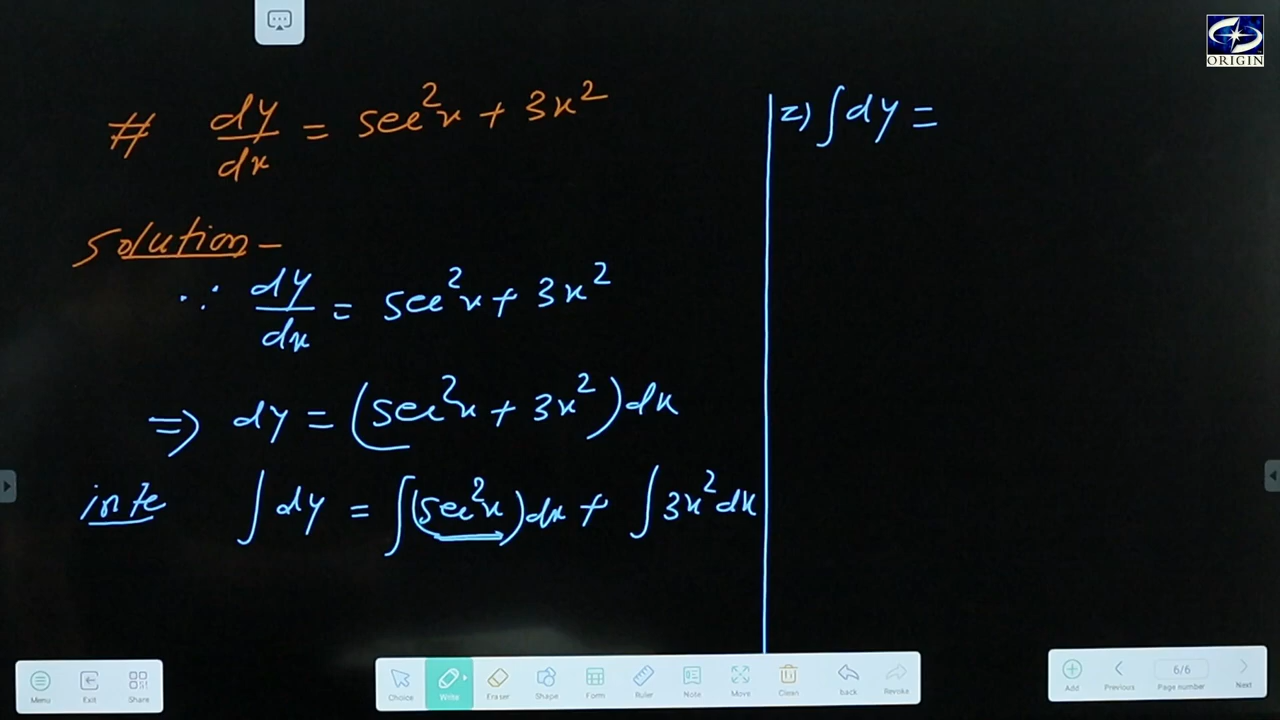 ORIGIN
# dy/dx = sec²x + 3x²
Solution -
∵ dy/dx = sec²x + 3x²
=> dy = (sec²x + 3x²)dx
inte ∫dy = ∫(sec²x)dx + ∫3x²dx
=> ∫dy =
Menu Exit Share
Choice Write Eraser Shape Form Ruler Note Move Clean back Revoke
Add Previous 6/6 Page number Next